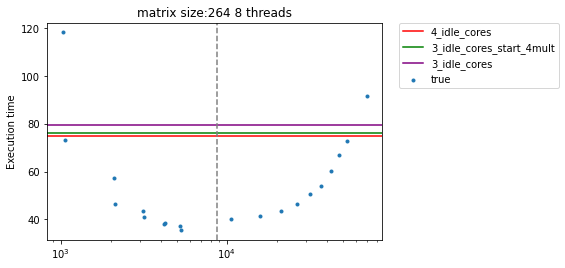 matrix size:264 8 threads
Execution time
120
100
80
60
40
10³
10⁴
4_idle_cores
3_idle_cores_start_4mult
3_idle_cores
true